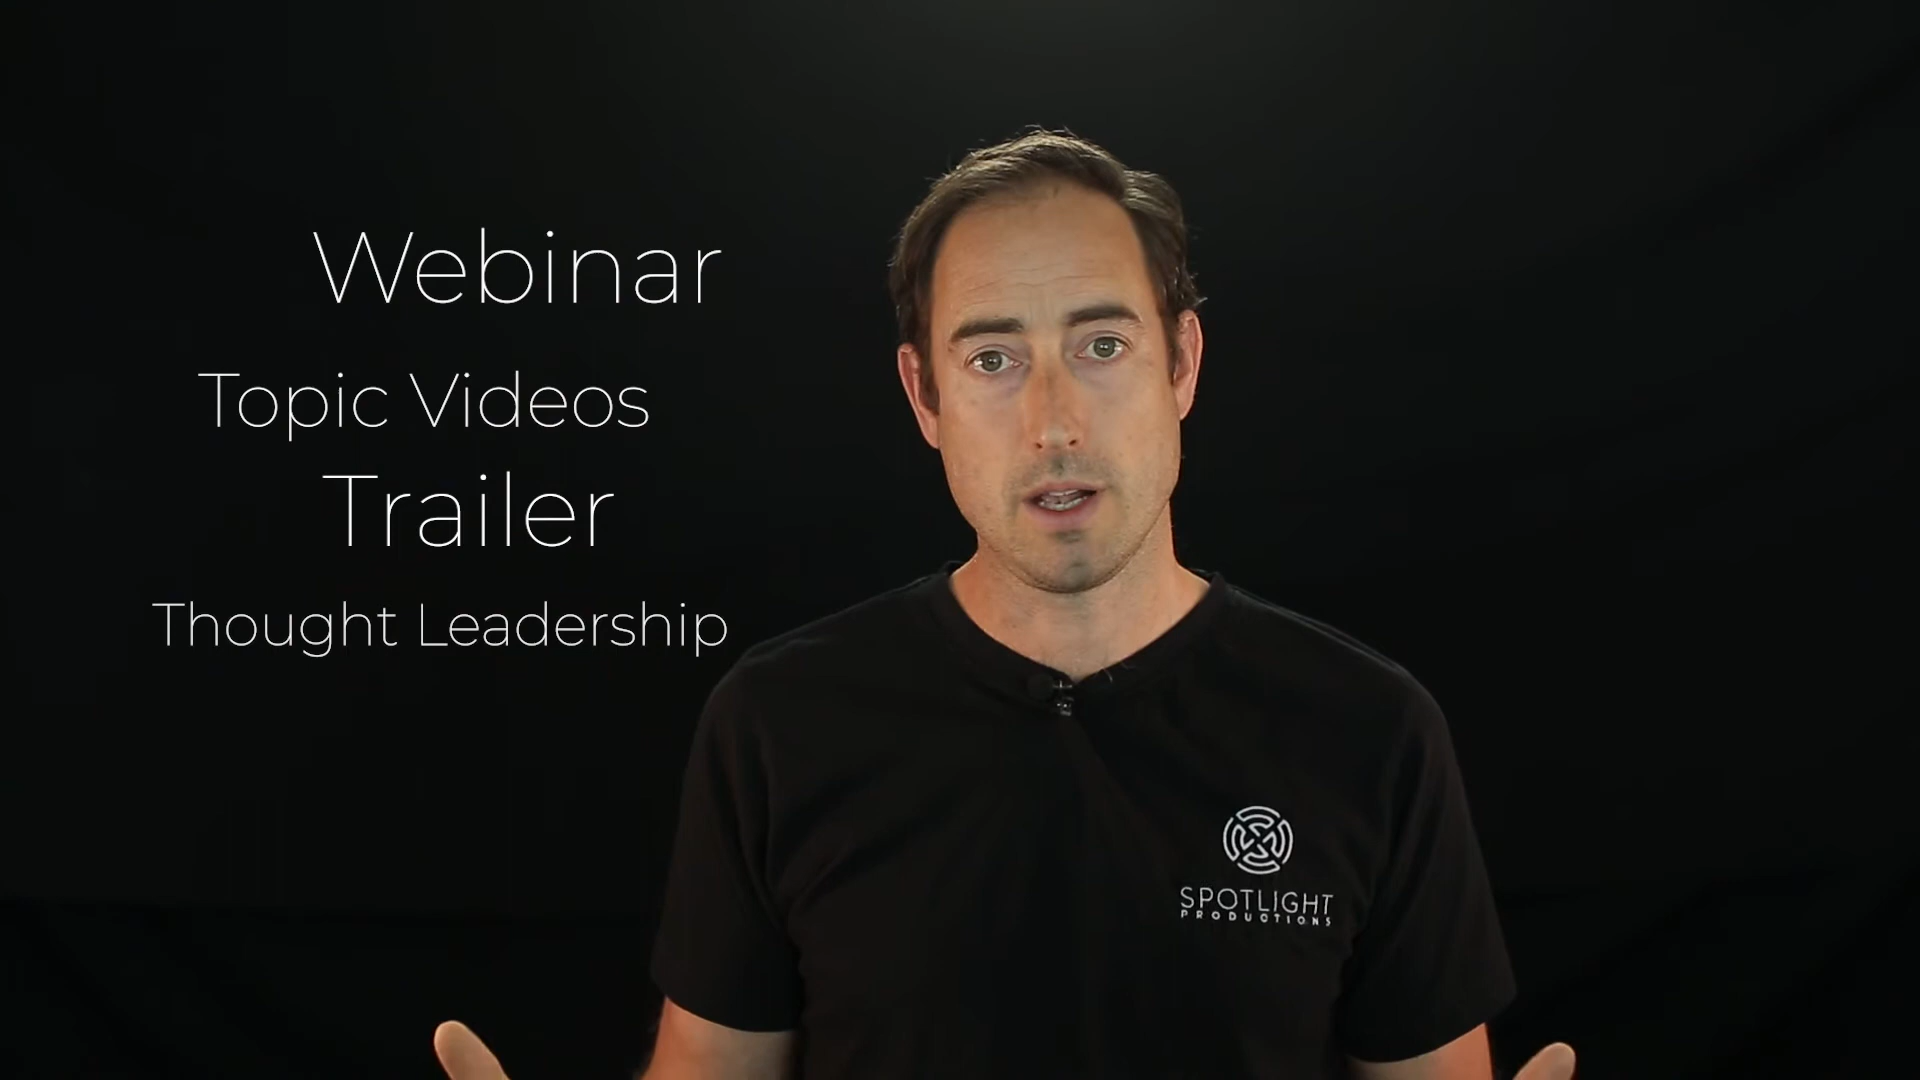 Webinar
Topic Videos
Trailer
Thought Leadership
SPOTLIGHT
PRODUCTIONS